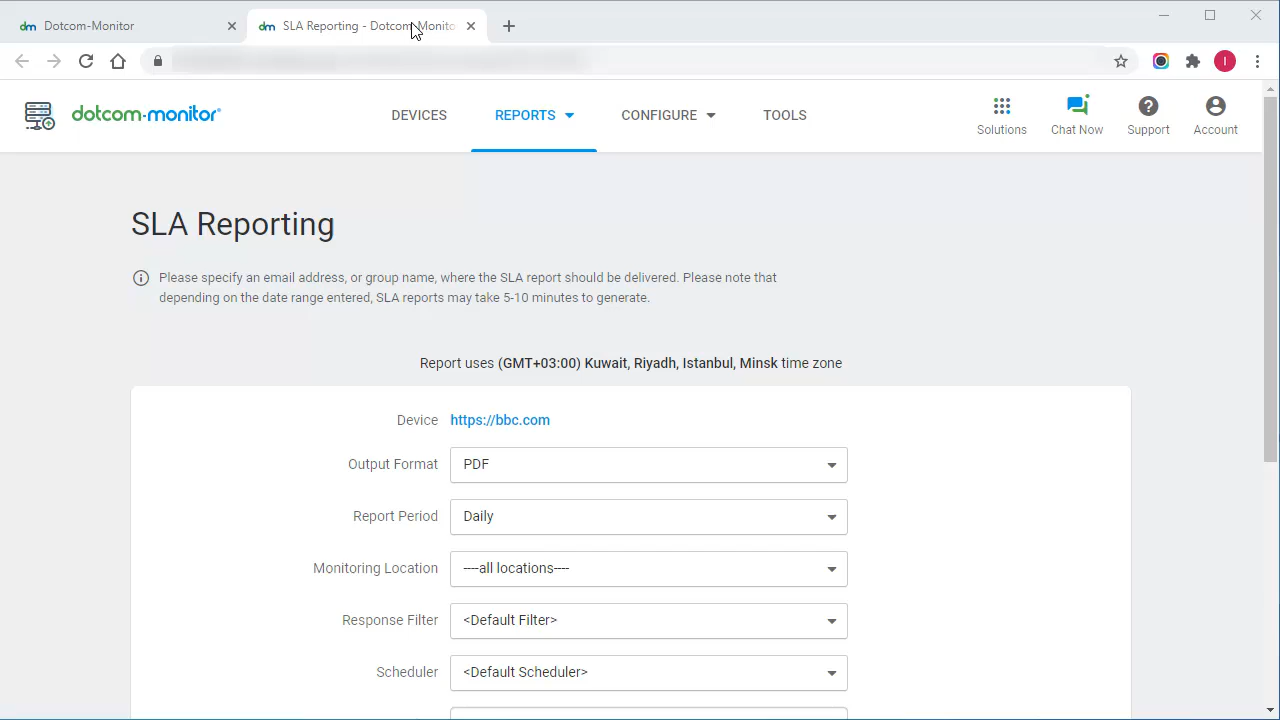 Dotcom-Monitor
SLA Reporting - Dotcom-Monito
dotcom-monitor
DEVICES
REPORTS
CONFIGURE
TOOLS
Solutions
Chat Now
Support
Account
SLA Reporting
Please specify an email address, or group name, where the SLA report should be delivered. Please note that
depending on the date range entered, SLA reports may take 5-10 minutes to generate.
Report uses (GMT+03:00) Kuwait, Riyadh, Istanbul, Minsk time zone
Device https://bbc.com
Output Format PDF
Report Period Daily
Monitoring Location ----all locations----
Response Filter <Default Filter>
Scheduler <Default Scheduler>